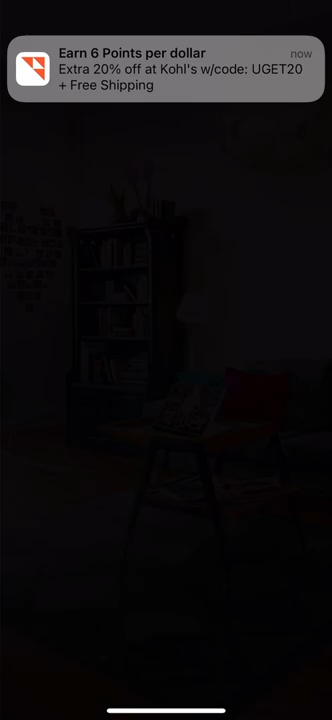 Earn 6 Points per dollar
now
Extra 20% off at Kohl's w/code: UGET20
+ Free Shipping